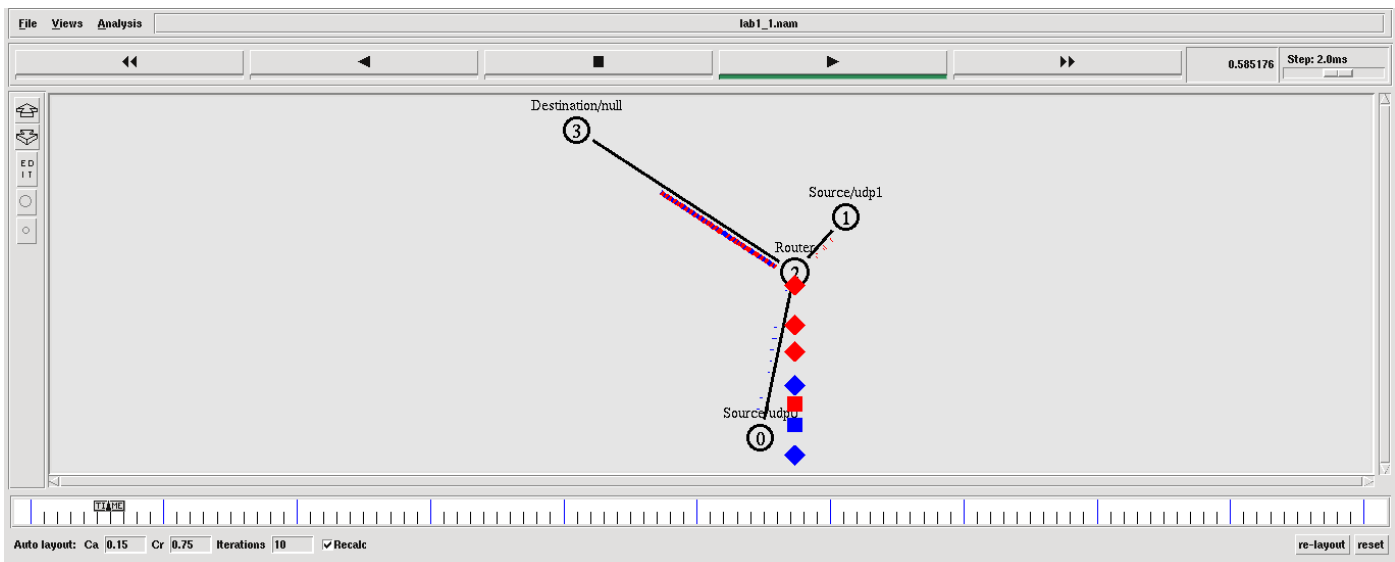 File Views Analysis lab1_1.nam
0.585176 Step: 2.0ms
Destination/null
3
E D
I T
Source/udp1
1
Router
2
Source/udp0
0
TIME
Auto layout: Ca 0.15 Cr 0.75 Iterations 10 Recalc re-layout reset